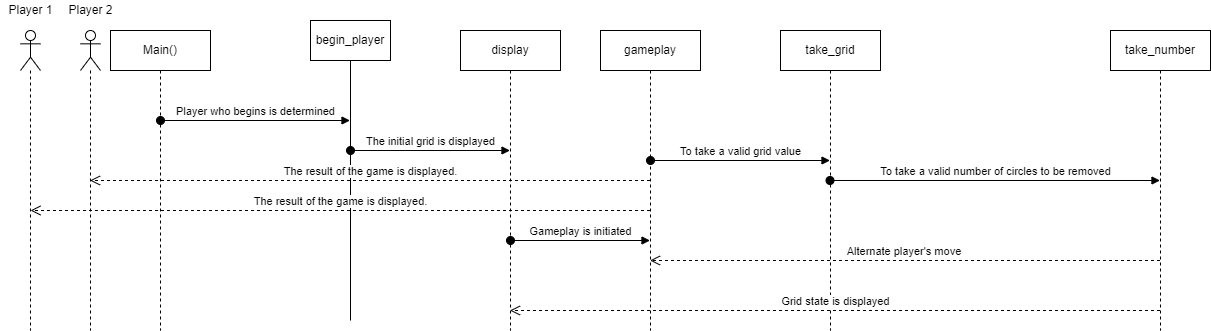 Player 1
Player 2
Main()
begin_player
display
gameplay
take_grid
take_number
Player who begins is determined
The initial grid is displayed
To take a valid grid value
The result of the game is displayed.
To take a valid number of circles to be removed
The result of the game is displayed.
Gameplay is initiated
Alternate player's move
Grid state is displayed